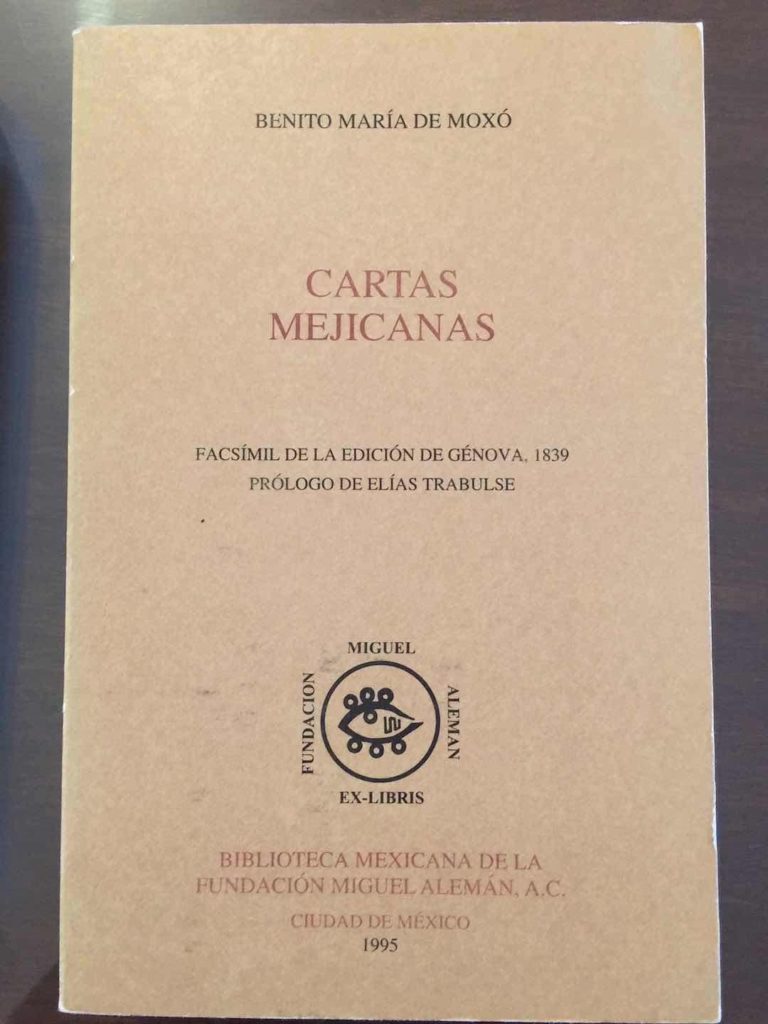 BENITO MARÍA DE MOXÓ
CARTAS
MEJICANAS
FACSÍMIL DE LA EDICIÓN DE GÉNOVA, 1839
PRÓLOGO DE ELÍAS TRABULSE
MIGUEL
FUNDACION
ALEMAN
EX-LIBRIS
BIBLIOTECA MEXICANA DE LA
FUNDACIÓN MIGUEL ALEMÁN, A.C.
CIUDAD DE MÉXICO
1995